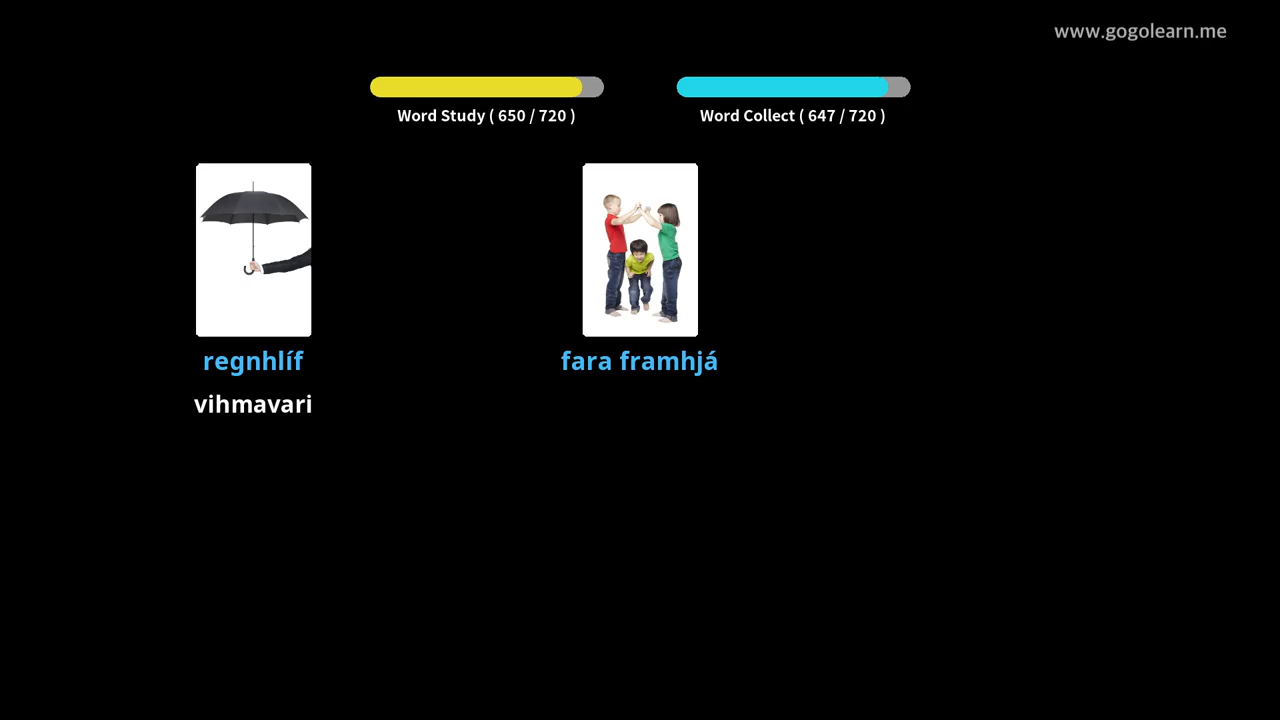 www.gogolearn.me
Word Study ( 650 / 720 )
Word Collect ( 647 / 720 )
regnhlíf
fara framhjá
vihmavari